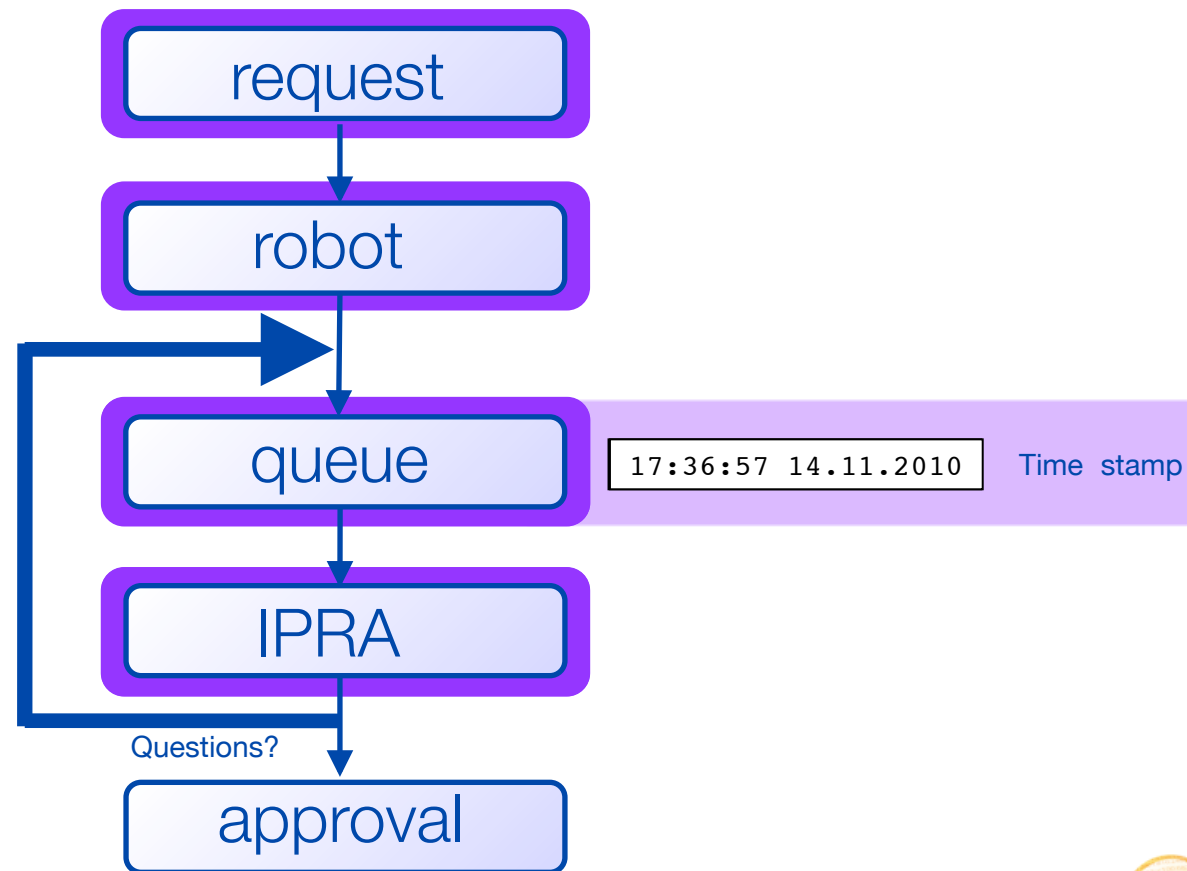 request
robot
queue
17:36:57 14.11.2010 Time stamp
IPRA
Questions?
approval